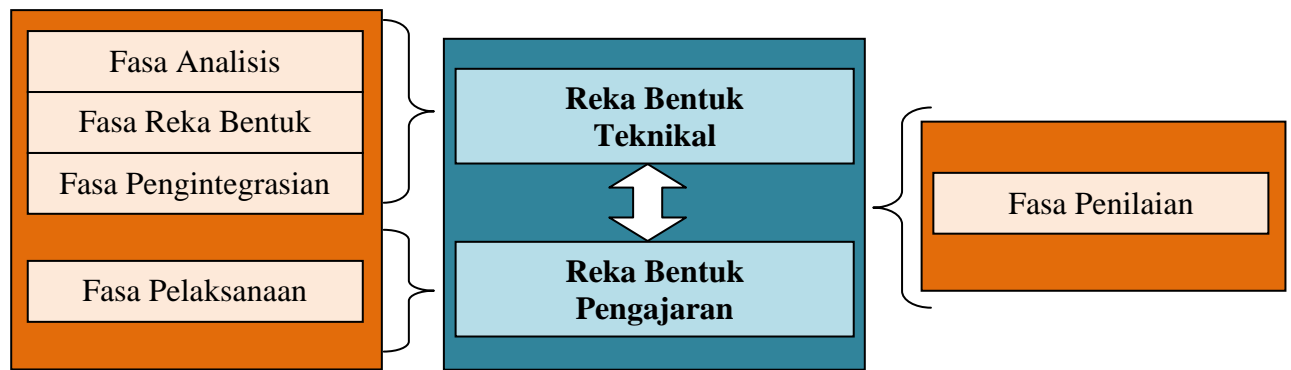 Fasa Analisis
Fasa Reka Bentuk
Fasa Pengintegrasian
Fasa Pelaksanaan
Reka Bentuk
Teknikal
Reka Bentuk
Pengajaran
Fasa Penilaian